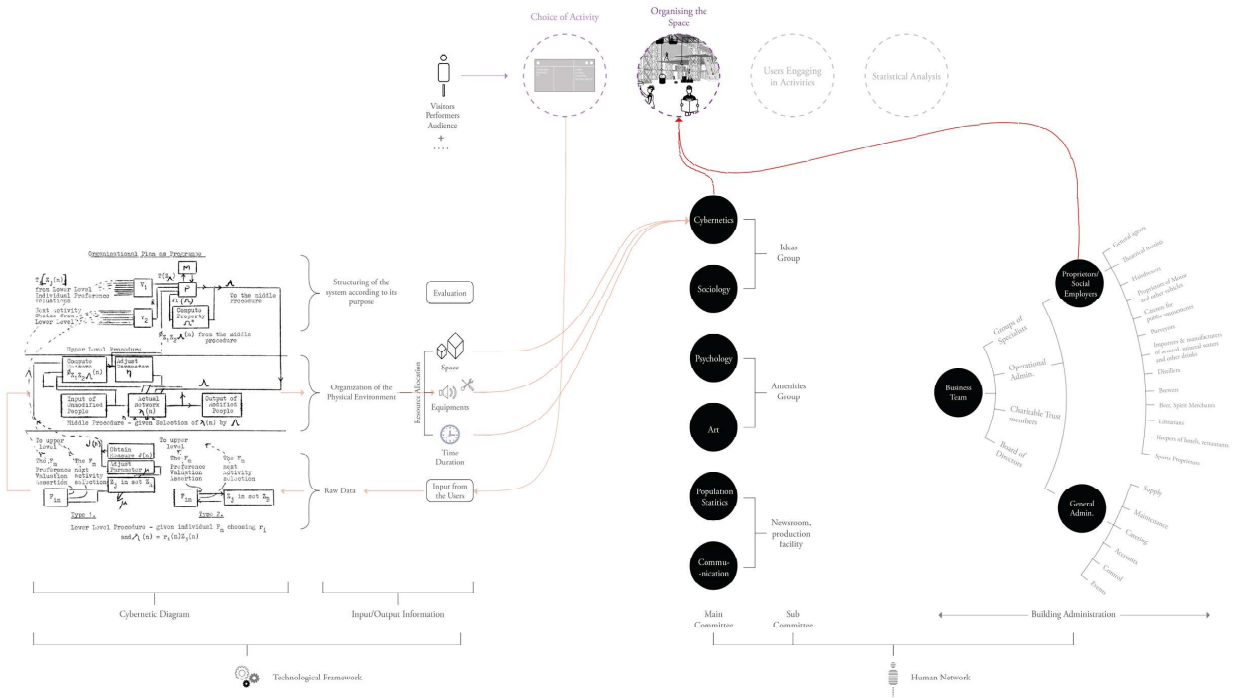 Choice of Activity
Organising the
Space
Users Engaging
in Activities
Statistical Analysis
Visitors
Performers
Audience
+
....
Organisational Plan as Programme
from Lower Level
Individual Preference
Lower Level
To the middle
procedure
Compute
Property
from the middle
procedure
Upper Level Procedure
Compute
Adjust
Input of
Unmodified
People
Actual
Network
Output of
Modified
People
Middle Procedure - given Selection of
To upper
level
To upper
level
Obtain
Measure
Adjust
Parameter
Preference next
Valuation activity
Assertion selection
The
next
Activity
selection
Preference
Valuation
Assertion
Type 1.
Type 2.
Lower Level Procedure - given individual
choosing
Structuring of the
system according to its
purpose
Organization of the
Physical Environment
Raw Data
Evaluation
Resource Allocation
Space
Equipments
Time
Duration
Input from
the Users
Cybernetics
Sociology
Psychology
Art
Population
Statitics
Commu-
-nication
Ideas
Group
Amenities
Group
Newsroom,
production
facility
Proprietors/
Social
Employers
General agents
Hairdressers
Proprietors of Motor
and other vehicles
Caterers for
public amusements
Purveyors
Importers & manufacturers
of mineral waters
and other drinks
Distillers
Brewers
Beer, Spirit Merchants
Librarians
Keepers of hotels, restaurants
Sports Proprietors
Groups of
Specialists
Operational
Admin.
Charitable Trust
members
Board of
Directors
Business
Team
General
Admin.
Supply
Maintenance
Catering
Accounts
Control
Events
Cybernetic Diagram
Input/Output Information
Main
Committee
Sub
Committee
Building Administration
Technological Framework
Human Network